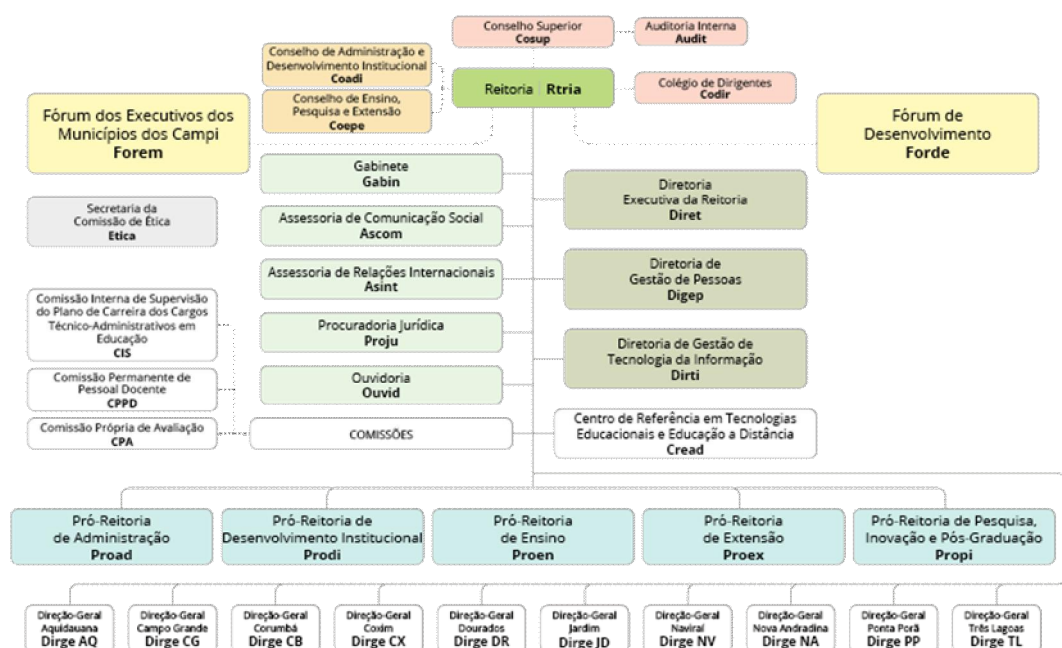 Conselho Superior
Cosup
Auditoria Interna
Audit
Conselho de Administração e
Desenvolvimento Institucional
Coadi
Reitoria | Rtria
Colégio de Dirigentes
Codir
Conselho de Ensino,
Pesquisa e Extensão
Coepe
Fórum dos Executivos dos
Municípios dos Campi
Forem
Fórum de
Desenvolvimento
Forde
Gabinete
Gabin
Diretoria
Executiva da Reitoria
Diret
Secretaria da
Comissão de Ética
Etica
Assessoria de Comunicação Social
Ascom
Assessoria de Relações Internacionais
Asint
Diretoria de
Gestão de Pessoas
Digep
Comissão Interna de Supervisão
do Plano de Carreira dos Cargos
Técnico-Administrativos em
Educação
CIS
Procuradoria Jurídica
Proju
Diretoria de Gestão de
Tecnologia da Informação
Dirti
Comissão Permanente de
Pessoal Docente
CPPD
Ouvidoria
Ouvid
Comissão Própria de Avaliação
CPA
COMISSÕES
Centro de Referência em Tecnologias
Educacionais e Educação a Distância
Cread
Pró-Reitoria
de Administração
Proad
Pró-Reitoria de
Desenvolvimento Institucional
Prodi
Pró-Reitoria
de Ensino
Proen
Pró-Reitoria
de Extensão
Proex
Pró-Reitoria de Pesquisa,
Inovação e Pós-Graduação
Propi
Direção-Geral
Aquidauana
Dirge AQ
Direção-Geral
Campo Grande
Dirge CG
Direção-Geral
Corumbá
Dirge CB
Direção-Geral
Coxim
Dirge CX
Direção-Geral
Dourados
Dirge DR
Direção-Geral
Jardim
Dirge JD
Direção-Geral
Naviraí
Dirge NV
Direção-Geral
Nova Andradina
Dirge NA
Direção-Geral
Ponta Porã
Dirge PP
Direção-Geral
Três Lagoas
Dirge TL